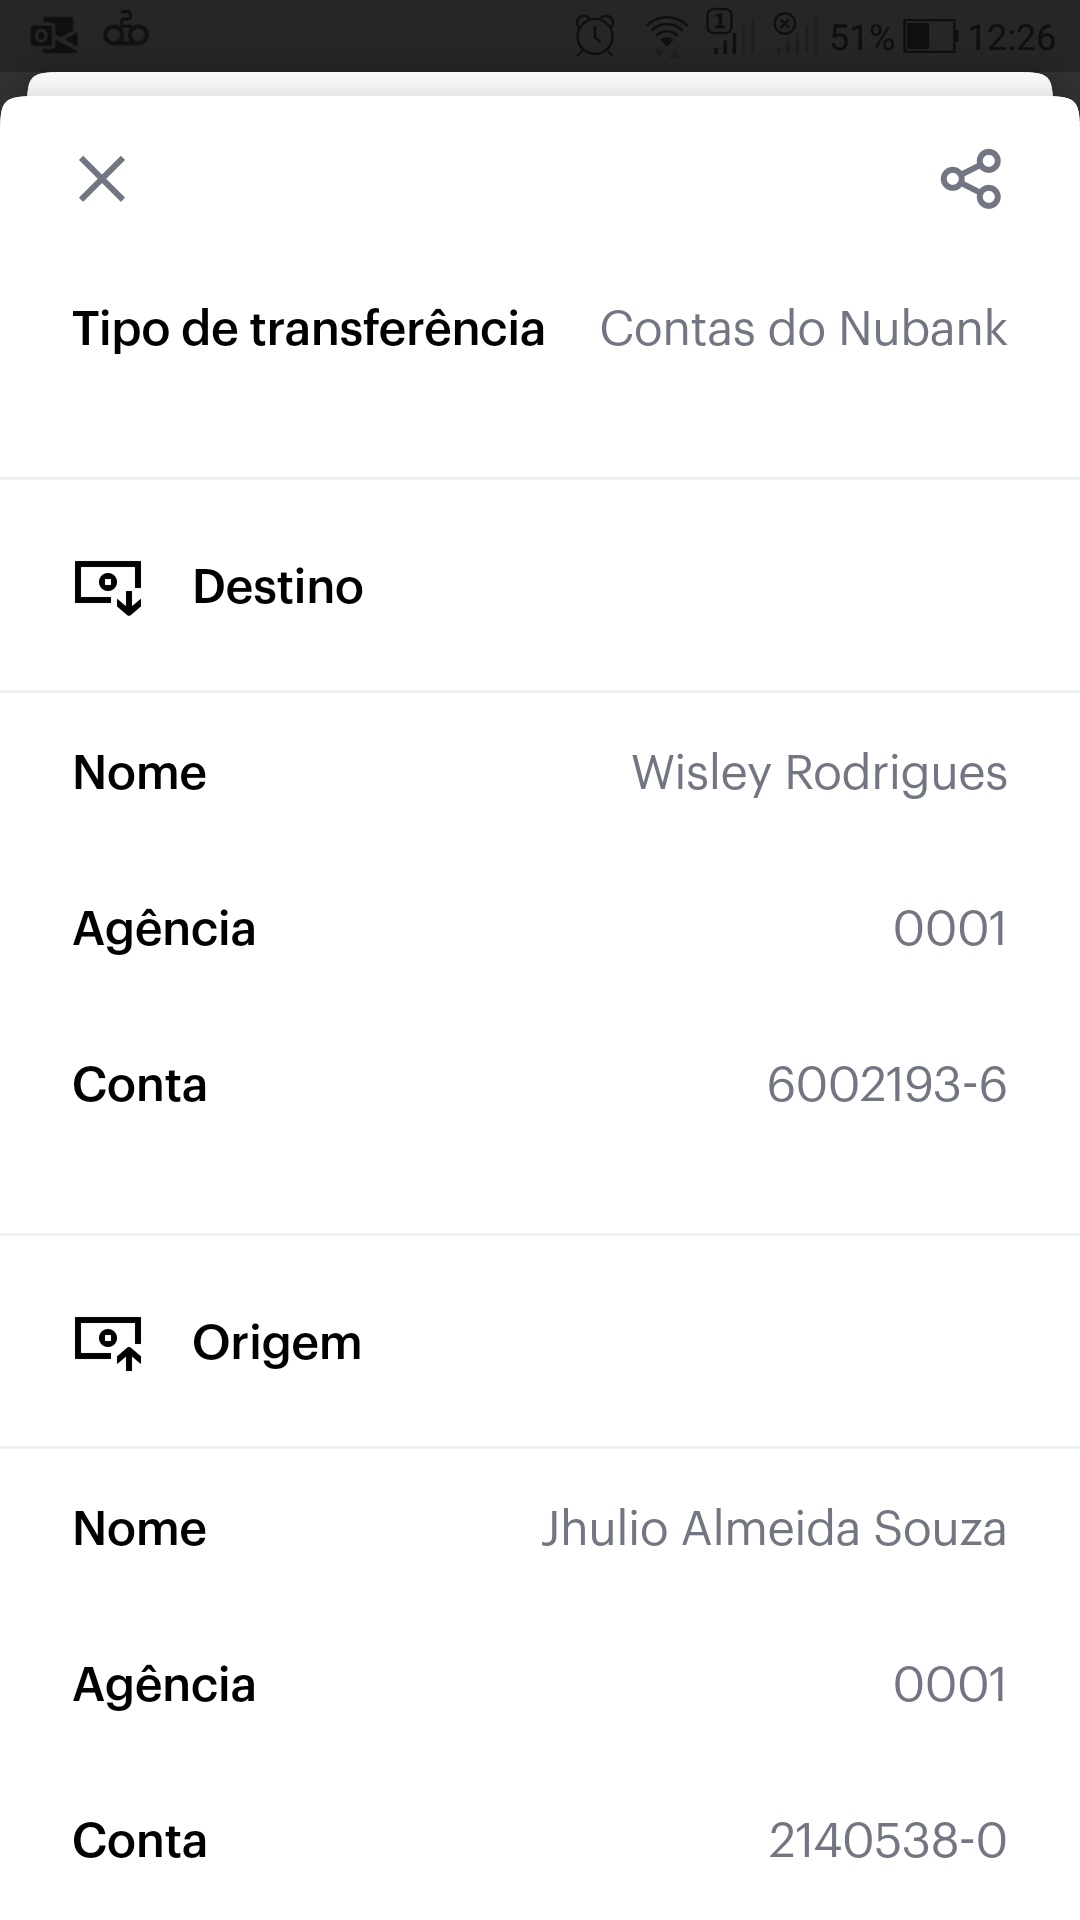 51% 12:26
Tipo de transferência Contas do Nubank
Destino
Nome Wisley Rodrigues
Agência 0001
Conta 6002193-6
Origem
Nome Jhulio Almeida Souza
Agência 0001
Conta 2140538-0